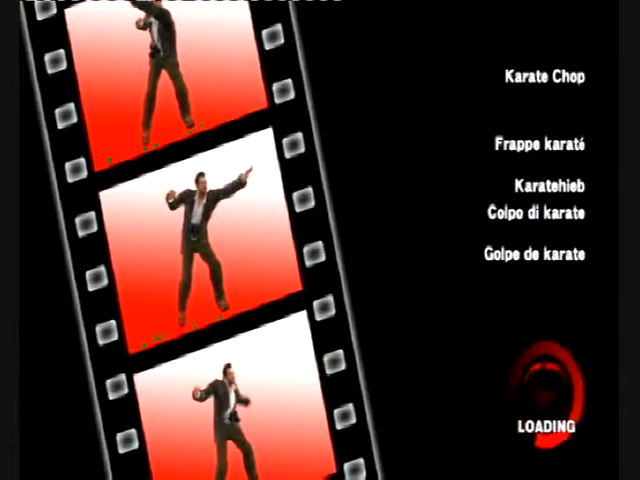 Karate Chop
Frappe karaté
Karatehieb
Colpo di karate
Golpe de karate
LOADING